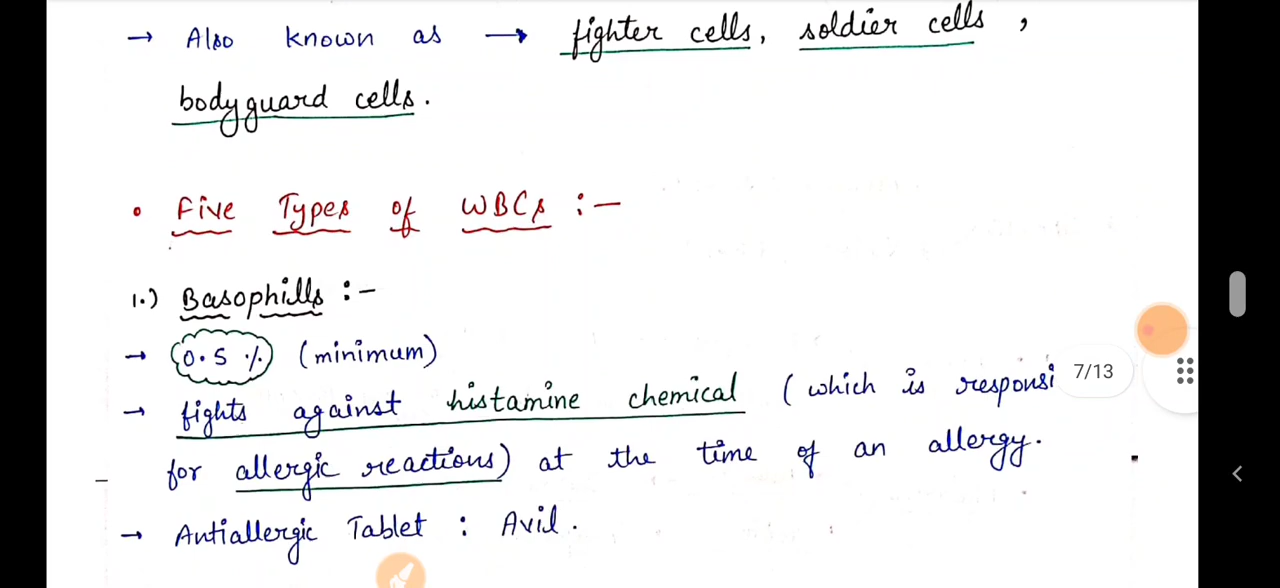 → Also known as → fighter cells, soldier cells,
bodyguard cells.
• Five Types of WBCs :-
1.) Basophills :-
→ 0.5 % (minimum)
→ fights against histamine chemical (which is responsi
7/13
for allergic reactions) at the time of an allergy.
→ Antiallergic Tablet : Avil.